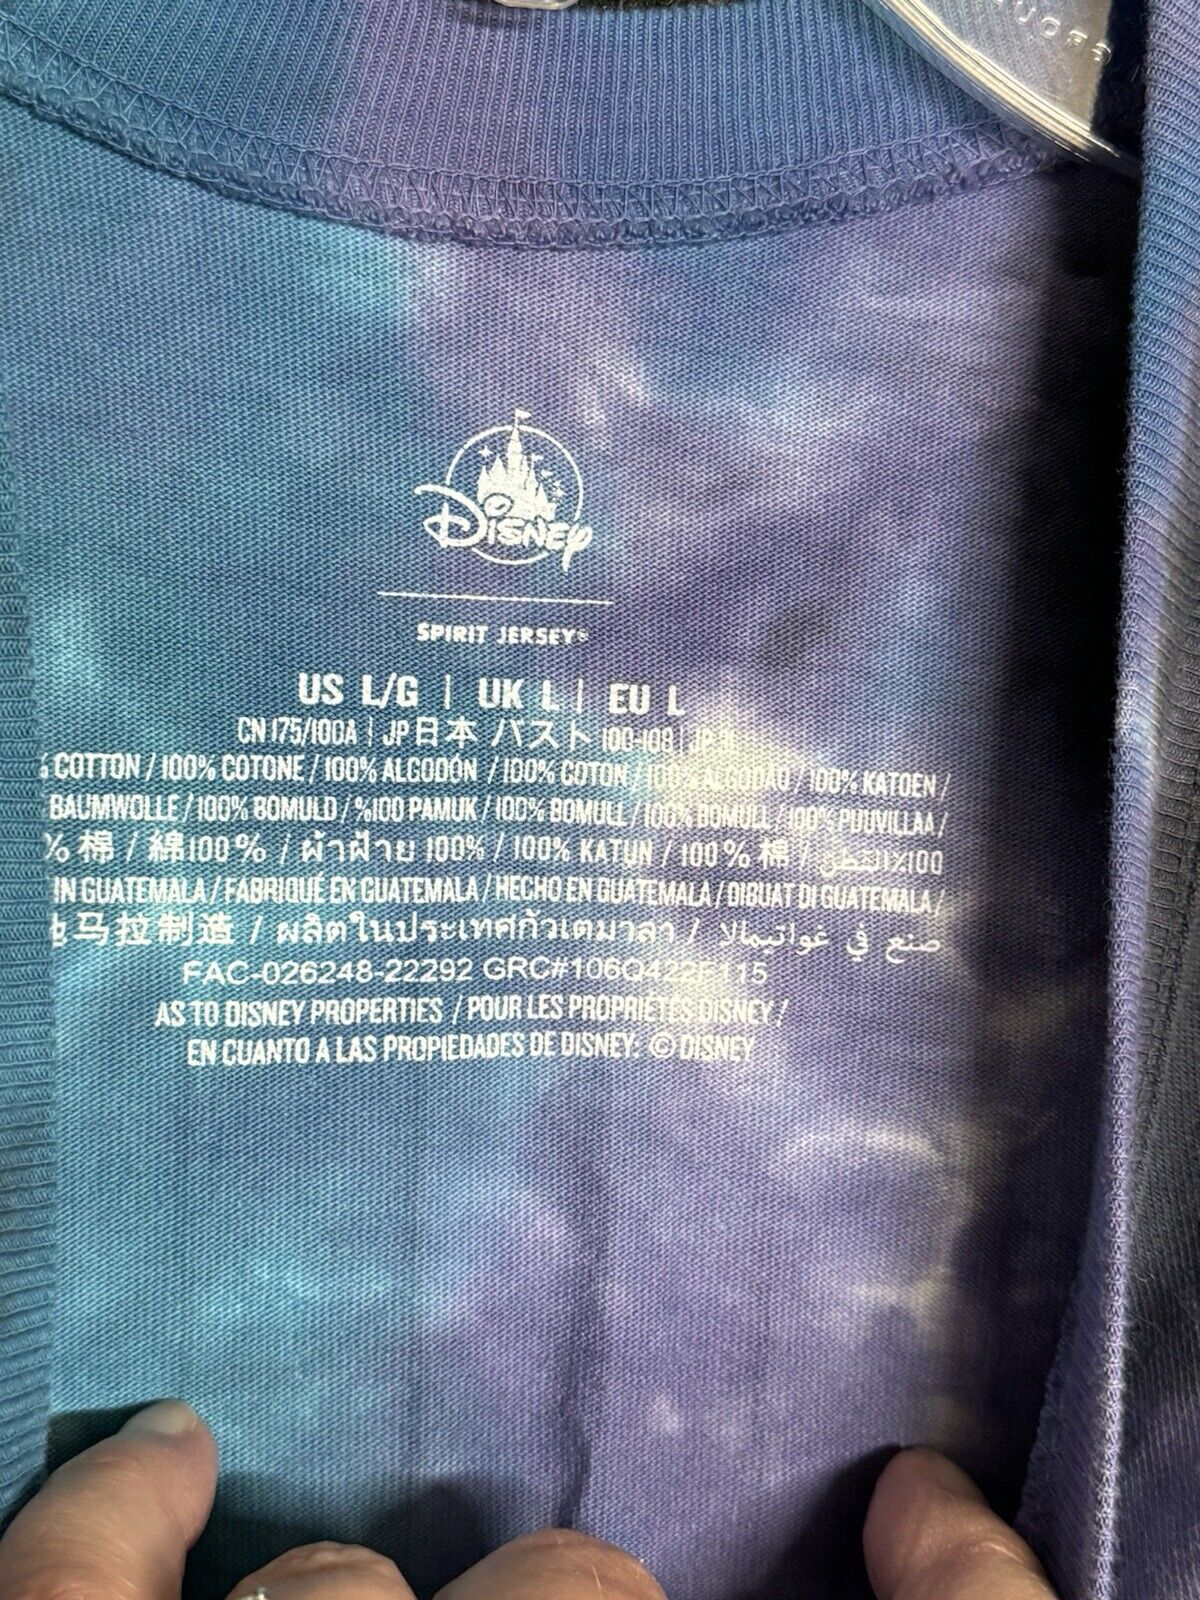 Disney
SPIRIT JERSEY®
US L/G | UK L | EU L
CN 175/100A | JP日本 バスト 100-108 | JP
% COTTON / 100% COTONE / 100% ALGODÓN / 100% COTON / 100% ALGODÃO / 100% KATOEN /
BAUMWOLLE / 100% BOMULD / %100 PAMUK / 100% BOMULL / 100% BOMULL / 100% PUUVILLAA /
% 棉 / 綿100% / ผ้าฝ้าย 100% / 100% KATUN / 100% 棉 / القطن٪100
IN GUATEMALA / FABRIQUÉ EN GUATEMALA / HECHO EN GUATEMALA / DIBUAT DI GUATEMALA /
马拉制造 / ผลิตในประเทศกัวเตมาลา / صنع في غواتيمالا
FAC-026248-22292 GRC#106Q422F115
AS TO DISNEY PROPERTIES / POUR LES PROPRIÉTÉS DISNEY /
EN CUANTO A LAS PROPIEDADES DE DISNEY: © DISNEY